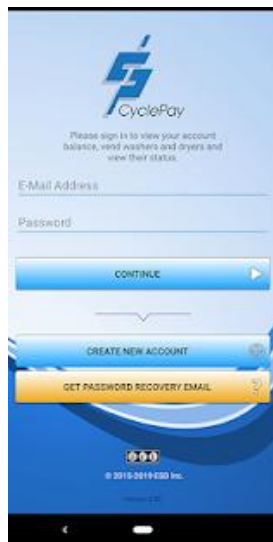 CyclePay
Please sign in to view your account
balance, vend washers and dryers and
view their status.
E-Mail Address
Password
CONTINUE
CREATE NEW ACCOUNT
GET PASSWORD RECOVERY EMAIL
?
© 2015-2019 ESD Inc.